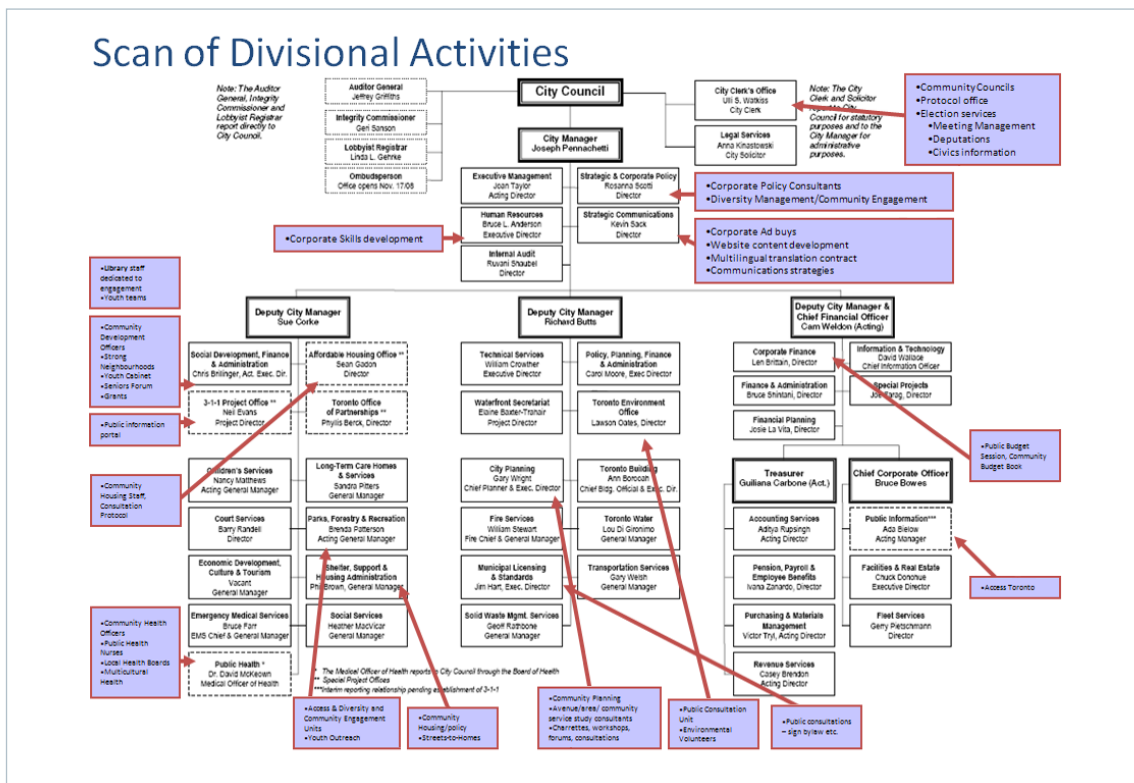 Scan of Divisional Activities
Note: The Auditor
General, Integrity
Commissioner and
Lobbyist Registrar
report directly to
City Council.
Auditor General
Jeffrey Griffiths
Integrity Commissioner
Geri Sanson
Lobbyist Registrar
Linda L. Gehrke
Ombudsperson
Office opens Nov. 17/08
City Council
City Manager
Joseph Pennachetti
City Clerk's Office
Ulli S. Watkiss
City Clerk
Legal Services
Anna Kinastowski
City Solicitor
Note: The City
Clerk and Solicitor
report to City
Council for statutory
purposes and to the
City Manager for
administrative
purposes.
•Community Councils
•Protocol office
•Election services
•Meeting Management
•Deputations
•Civics information
Executive Management
Joan Taylor
Acting Director
Strategic & Corporate Policy
Rosanna Scotti
Director
•Corporate Policy Consultants
•Diversity Management/Community Engagement
Human Resources
Bruce L. Anderson
Executive Director
Strategic Communications
Kevin Sack
Director
•Corporate Skills development
•Corporate Ad buys
•Website content development
•Multilingual translation contract
•Communications strategies
Internal Audit
Ruvani Shaubel
Director
•Library staff
dedicated to
engagement
•Youth teams
•Community
Development
Officers
•Strong
Neighbourhoods
•Youth Cabinet
•Seniors Forum
•Grants
•Public information
portal
•Community
Housing Staff,
Consultation
Protocol
•Community Health
Officers
•Public Health
Nurses
•Local Health Boards
•Multicultural
Health
Deputy City Manager
Sue Corke
Social Development, Finance
& Administration
Chris Brillinger, Act. Exec. Dir.
Affordable Housing Office **
Sean Gadon
Director
3-1-1 Project Office **
Neil Evans
Project Director
Toronto Office
of Partnerships **
Phyllis Berck, Director
Children's Services
Nancy Matthews
Acting General Manager
Long-Term Care Homes
& Services
Sandra Pitters
General Manager
Court Services
Barry Randell
Director
Parks, Forestry & Recreation
Brenda Patterson
Acting General Manager
Economic Development,
Culture & Tourism
Vacant
General Manager
Shelter, Support &
Housing Administration
Phil Brown, General Manager
Emergency Medical Services
Bruce Farr
EMS Chief & General Manager
Social Services
Heather MacVicar
General Manager
Public Health *
Dr. David McKeown
Medical Officer of Health
Deputy City Manager
Richard Butts
Technical Services
William Crowther
Executive Director
Policy, Planning, Finance
& Administration
Carol Moore, Exec Director
Waterfront Secretariat
Elaine Baxter-Trahair
Project Director
Toronto Environment
Office
Lawson Oates, Director
City Planning
Gary Wright
Chief Planner & Exec. Director
Toronto Building
Ann Borooah
Chief Bldg. Official & Exec. Dir.
Fire Services
William Stewart
Fire Chief & General Manager
Toronto Water
Lou Di Gironimo
General Manager
Municipal Licensing
& Standards
Jim Hart, Exec. Director
Transportation Services
Gary Welsh
General Manager
Solid Waste Mgmt. Services
Geoff Rathbone
General Manager
Deputy City Manager &
Chief Financial Officer
Cam Weldon (Acting)
Corporate Finance
Len Brittain, Director
Information & Technology
David Wallace
Chief Information Officer
Finance & Administration
Bruce Shintani, Director
Special Projects
Joe Farag, Director
Financial Planning
Josie La Vita, Director
•Public Budget
Session, Community
Budget Book
Treasurer
Guiliana Carbone (Act.)
Chief Corporate Officer
Bruce Bowes
Accounting Services
Aditya Rupsingh
Acting Director
Public Information***
Ada Bielow
Acting Manager
Pension, Payroll &
Employee Benefits
Ivana Zanardo, Director
Facilities & Real Estate
Chuck Donohue
Executive Director
•Access Toronto
Purchasing & Materials
Management
Victor Tryl, Acting Director
Fleet Services
Gerry Pietschmann
Director
Revenue Services
Casey Brendon
Acting Director
* The Medical Officer of Health reports to City Council through the Board of Health
** Special Project Offices
***Interim reporting relationship pending establishment of 3-1-1
•Access & Diversity and
Community Engagement
Units
•Youth Outreach
•Community
Housing/policy
•Streets-to-Homes
•Community Planning
•Avenue/area/ community
service study consultants
•Charrettes, workshops,
forums, consultations
•Public Consultation
Unit
•Environmental
Volunteers
•Public consultations
– sign bylaw etc.